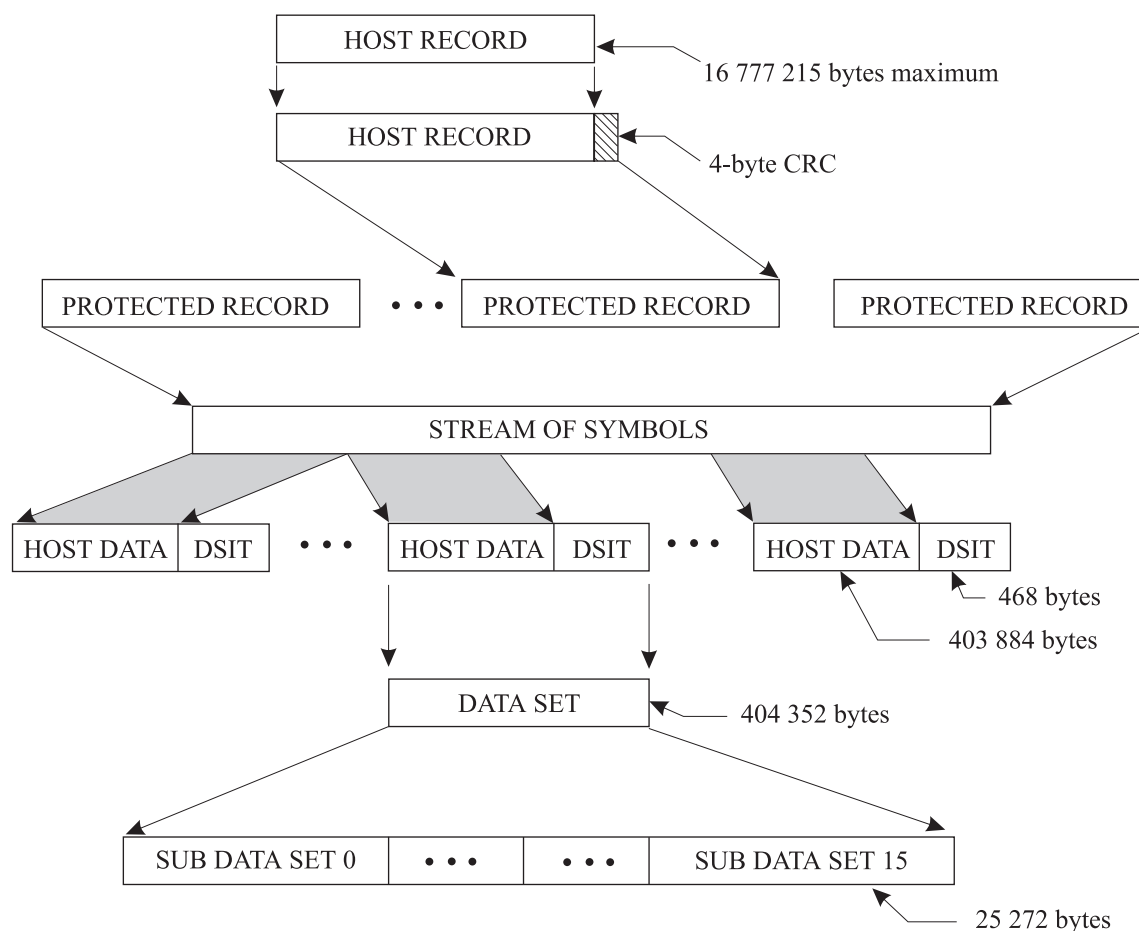 HOST RECORD
16 777 215 bytes maximum
HOST RECORD
4-byte CRC
PROTECTED RECORD
• • •
PROTECTED RECORD
PROTECTED RECORD
STREAM OF SYMBOLS
HOST DATA
DSIT
• • •
HOST DATA
DSIT
• • •
HOST DATA
DSIT
468 bytes
403 884 bytes
DATA SET
404 352 bytes
SUB DATA SET 0
• • •
• • •
SUB DATA SET 15
25 272 bytes